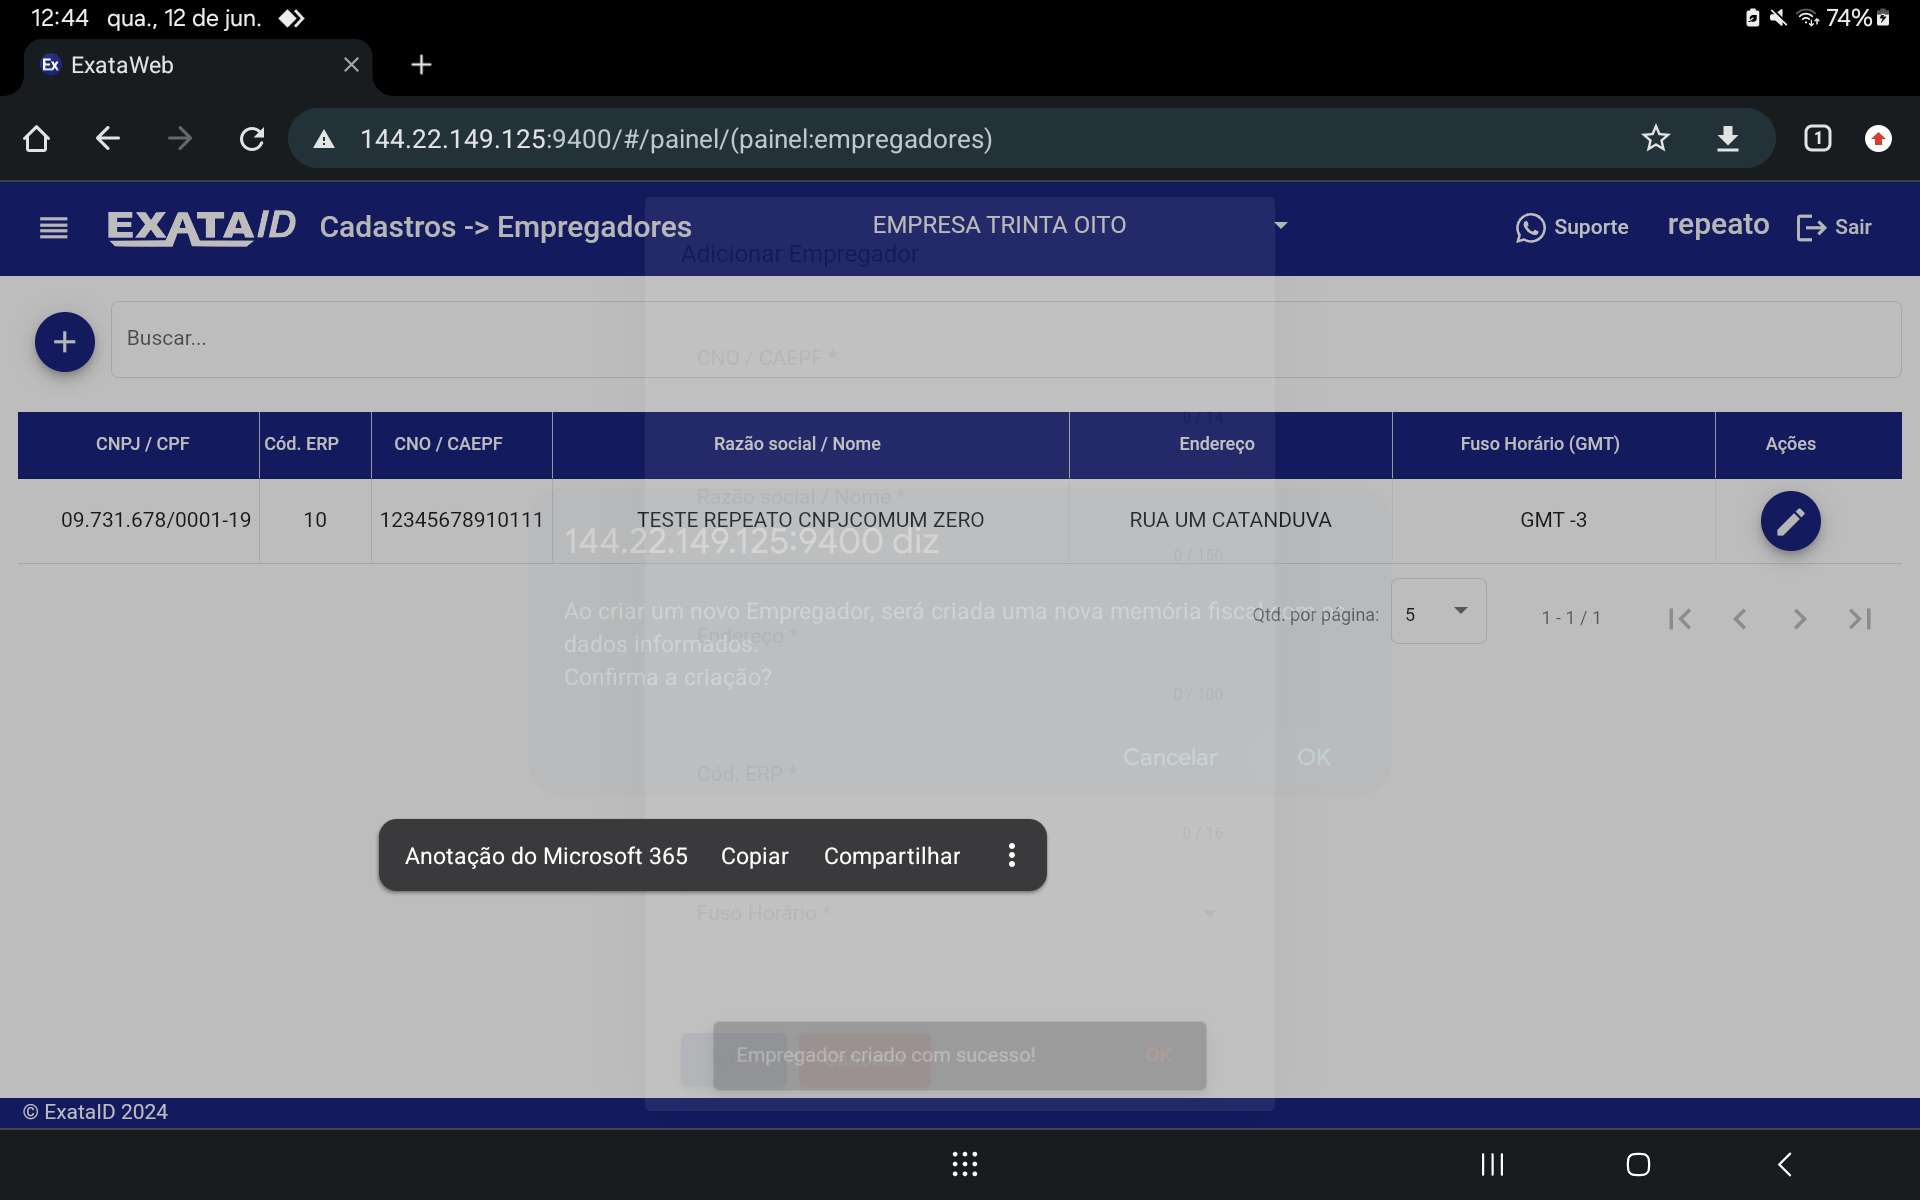 12:44 qua., 12 de jun. 74%
Ex ExataWeb
144.22.149.125:9400/#/painel/(painel:empregadores) 1
EXATAID Cadastros -> Empregadores EMPRESA TRINTA OITO Suporte repeato Sair
Adicionar Empregador
Buscar...
CNO / CAEPF *
0 / 14
CNPJ / CPF Cód. ERP CNO / CAEPF Razão social / Nome Endereço Fuso Horário (GMT) Ações
Razão social / Nome *
09.731.678/0001-19 10 12345678910111 TESTE REPEATO CNPJCOMUM ZERO RUA UM CATANDUVA GMT -3
144.22.149.125:9400 diz
0 / 150
Ao criar um novo Empregador, será criada uma nova memória fiscal com os
Qtd. por página: 5 1 - 1 / 1
Endereço *
dados informados.
Confirma a criação?
0 / 100
Cancelar OK
Cód. ERP *
0 / 16
Anotação do Microsoft 365 Copiar Compartilhar
Fuso Horário *
Empregador criado com sucesso! OK
© ExataID 2024